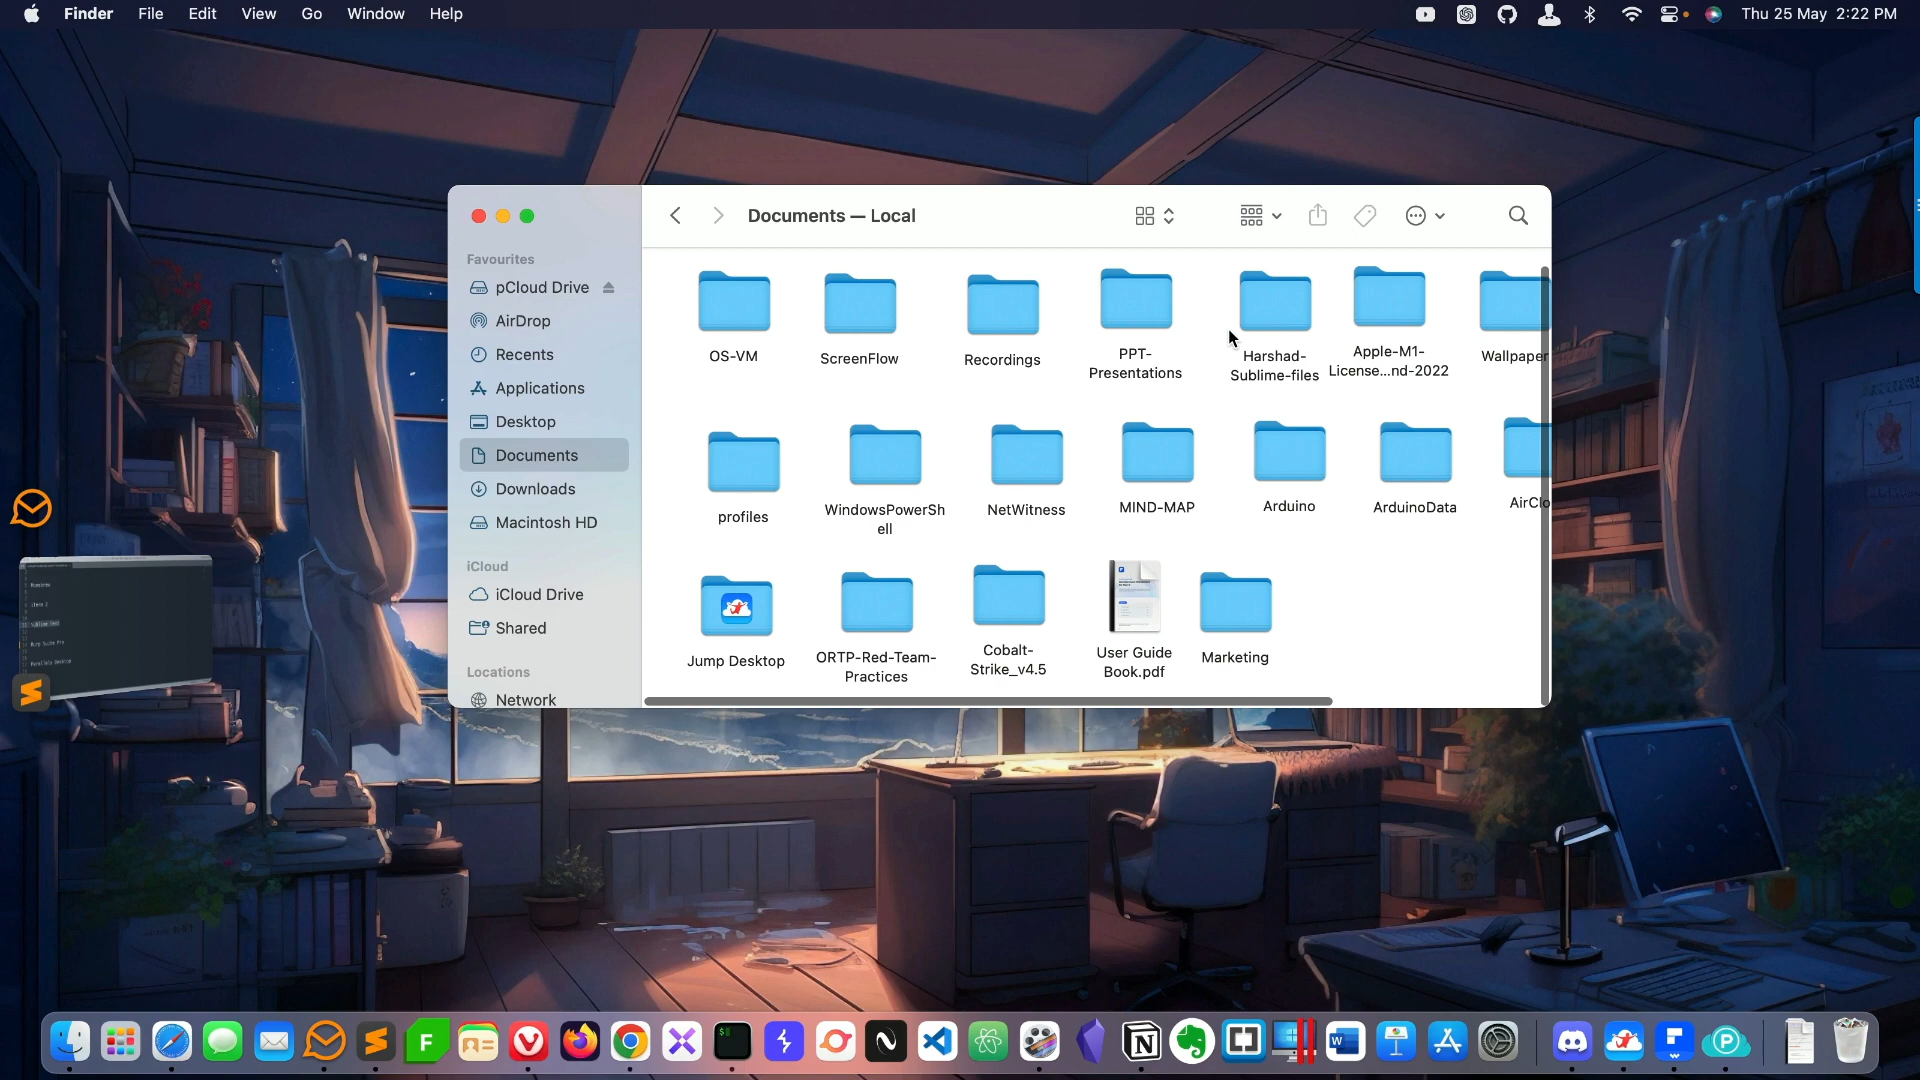 Finder File Edit View Go Window Help
Thu 25 May 2:22 PM
Documents — Local
Favourites
pCloud Drive
AirDrop
Recents
Applications
Desktop
Documents
Downloads
Macintosh HD
iCloud
iCloud Drive
Shared
Locations
Network
OS-VM
ScreenFlow
Recordings
PPT-
Presentations
Harshad-
Sublime-files
Apple-M1-
License...nd-2022
Wallpaper
profiles
WindowsPowerSh
ell
NetWitness
MIND-MAP
Arduino
ArduinoData
AirClo
Jump Desktop
ORTP-Red-Team-
Practices
Cobalt-
Strike_v4.5
User Guide
Book.pdf
Marketing